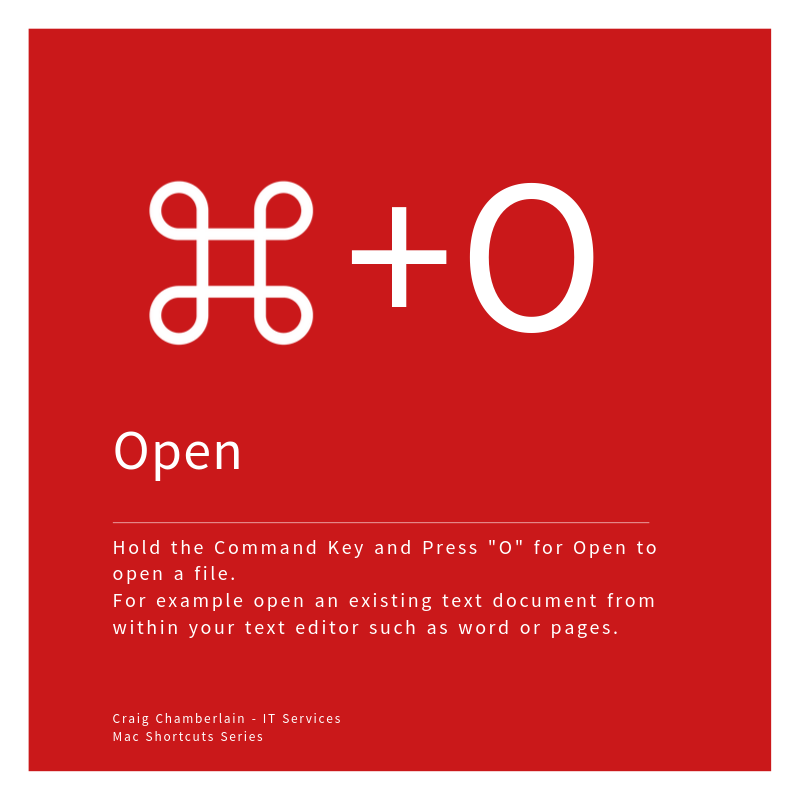 ⌘+O
Open
Hold the Command Key and Press "O" for Open to
open a file.
For example open an existing text document from
within your text editor such as word or pages.
Craig Chamberlain - IT Services
Mac Shortcuts Series